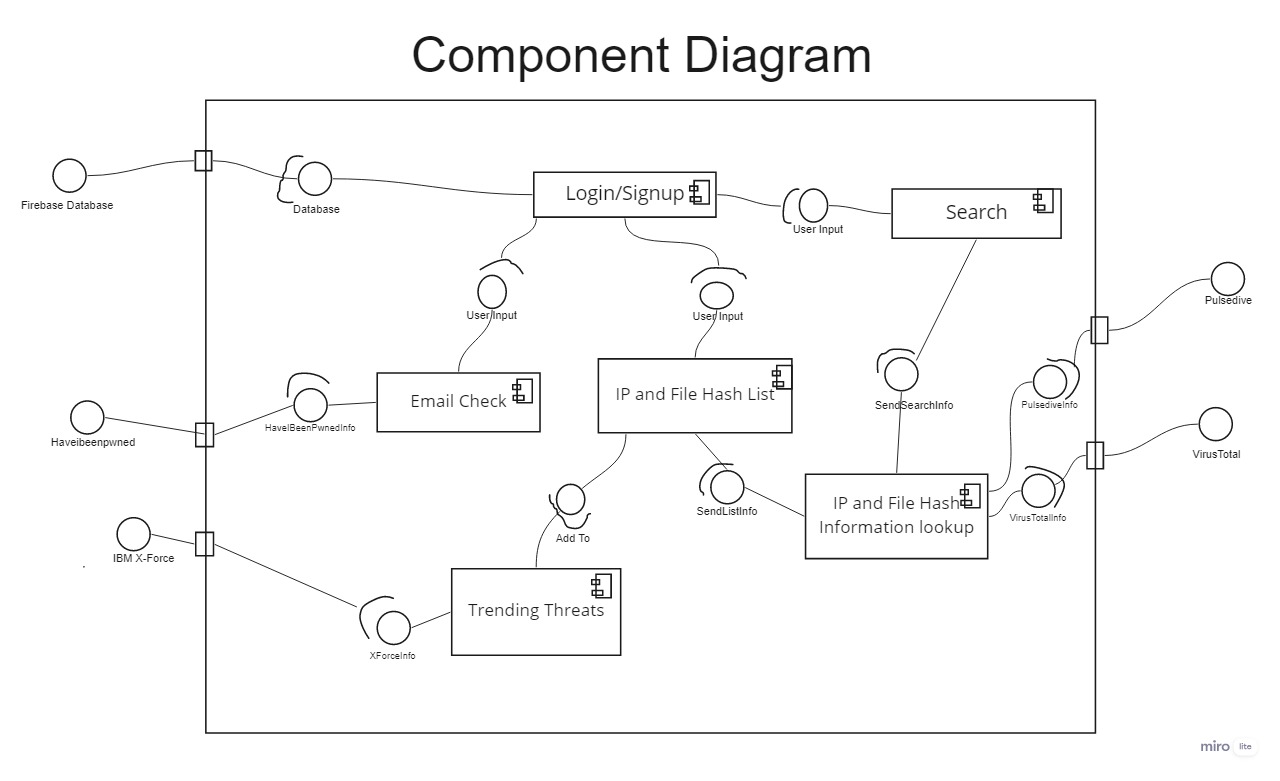 Component Diagram
Firebase Database
Database
Login/Signup
User Input
Search
User Input
User Input
Pulsedive
Haveibeenpwned
HaveIBeenPwnedInfo
Email Check
IP and File Hash List
SendSearchInfo
PulsediveInfo
VirusTotal
IBM X-Force
Add To
SendListInfo
IP and File Hash
Information lookup
VirusTotalInfo
XForceInfo
Trending Threats
miro lite